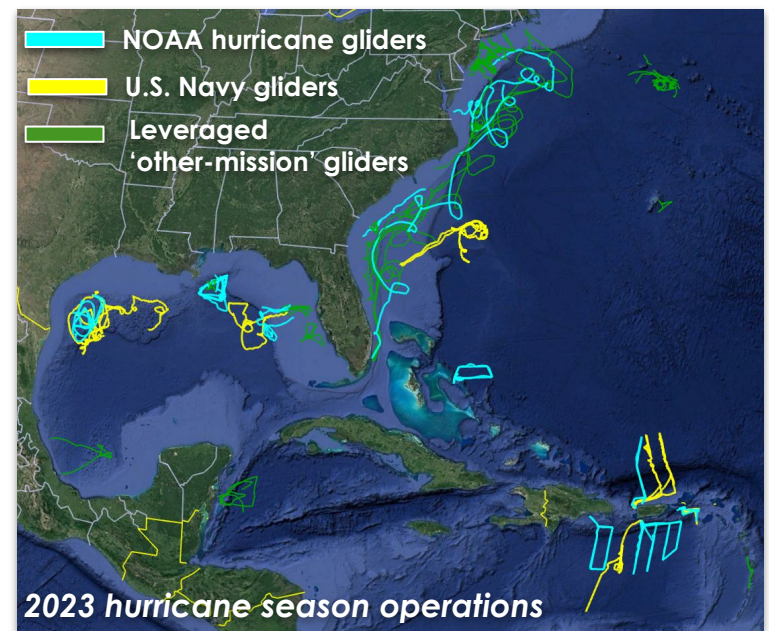 NOAA hurricane gliders
U.S. Navy gliders
Leveraged
‘other-mission’ gliders
2023 hurricane season operations